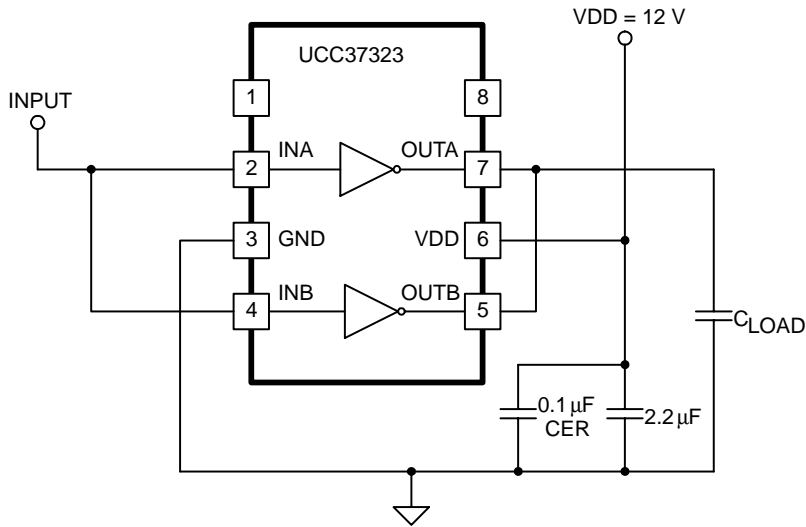 VDD = 12 V
UCC37323
INPUT
1
8
2
INA
OUTA
7
3
GND
VDD
6
4
INB
OUTB
5
CLOAD
0.1 μF
CER
2.2 μF